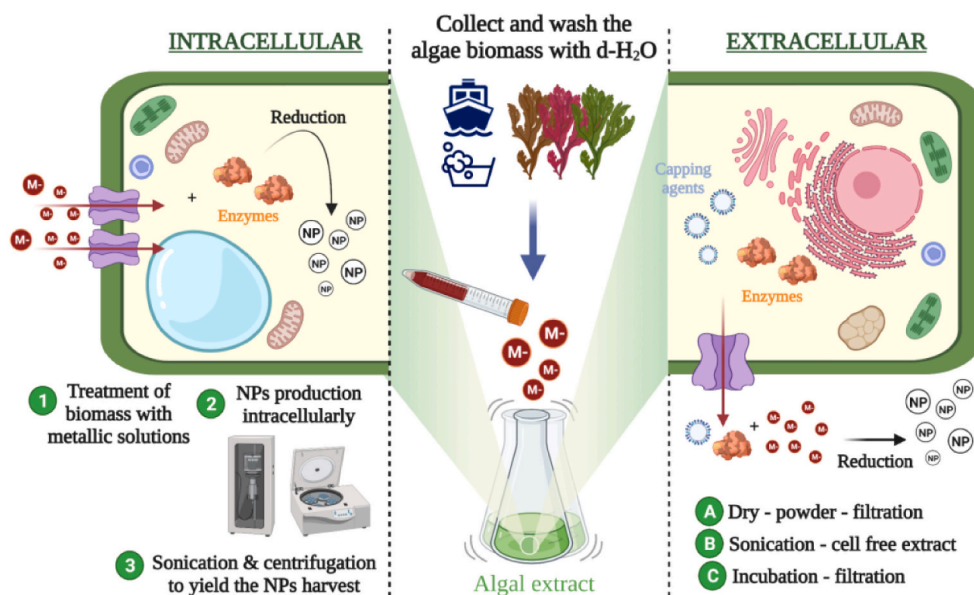 INTRACELLULAR
Reduction
M-
M-
M-
M-
M-
M-
M-
M-
+
Enzymes
NP
NP
NP
NP
NP
1
Treatment of
biomass with
metallic solutions
2
NPs production
intracellularly
3
Sonication & centrifugation
to yield the NPs harvest
Collect and wash the
algae biomass with d-H₂O
M-
M-
M-
M-
Algal extract
EXTRACELLULAR
Capping
agents
Enzymes
+
M-
M-
M-
M-
M-
M-
M-
M-
Reduction
NP
NP
NP
NP
NP
A Dry - powder - filtration
B Sonication - cell free extract
C Incubation - filtration